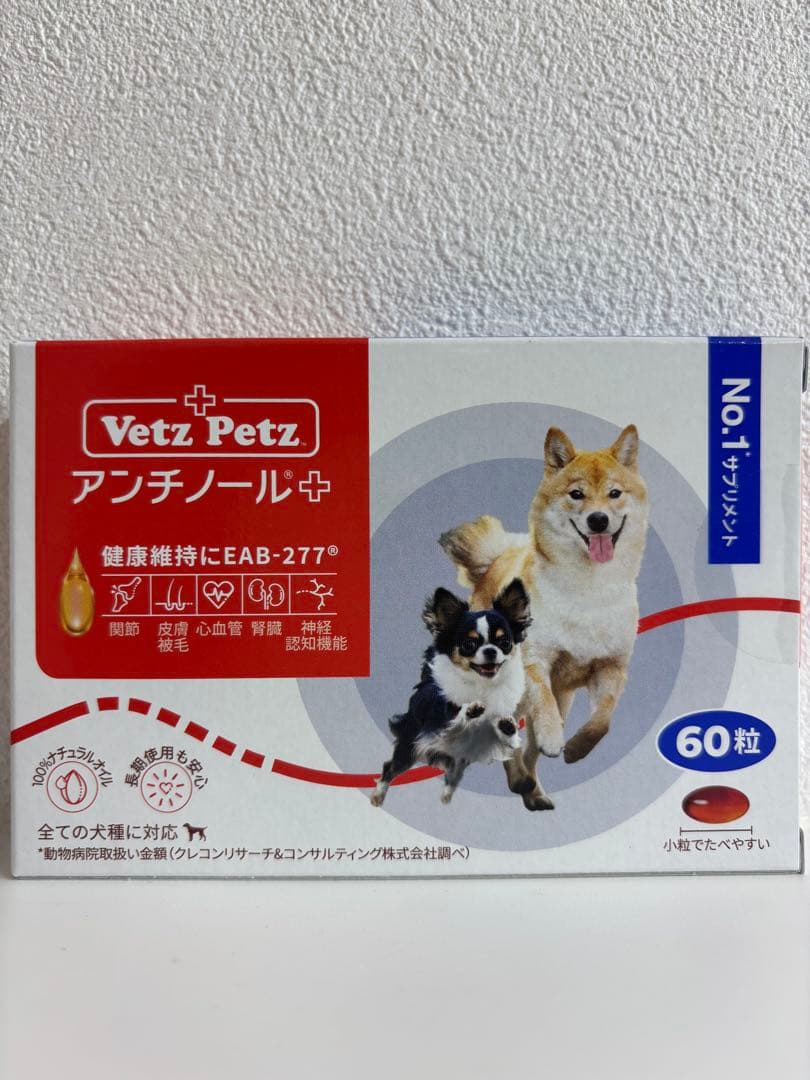 Vetz Petz™
アンチノール®+
健康維持にEAB-277®
関節
皮膚
被毛
心血管
腎臓
神経
認知機能
No.1*サプリメント
100%ナチュラルオイル
長期使用も安心
60粒
小粒でたべやすい
全ての犬種に対応
*動物病院取扱い金額(クレコンリサーチ&コンサルティング株式会社調べ)